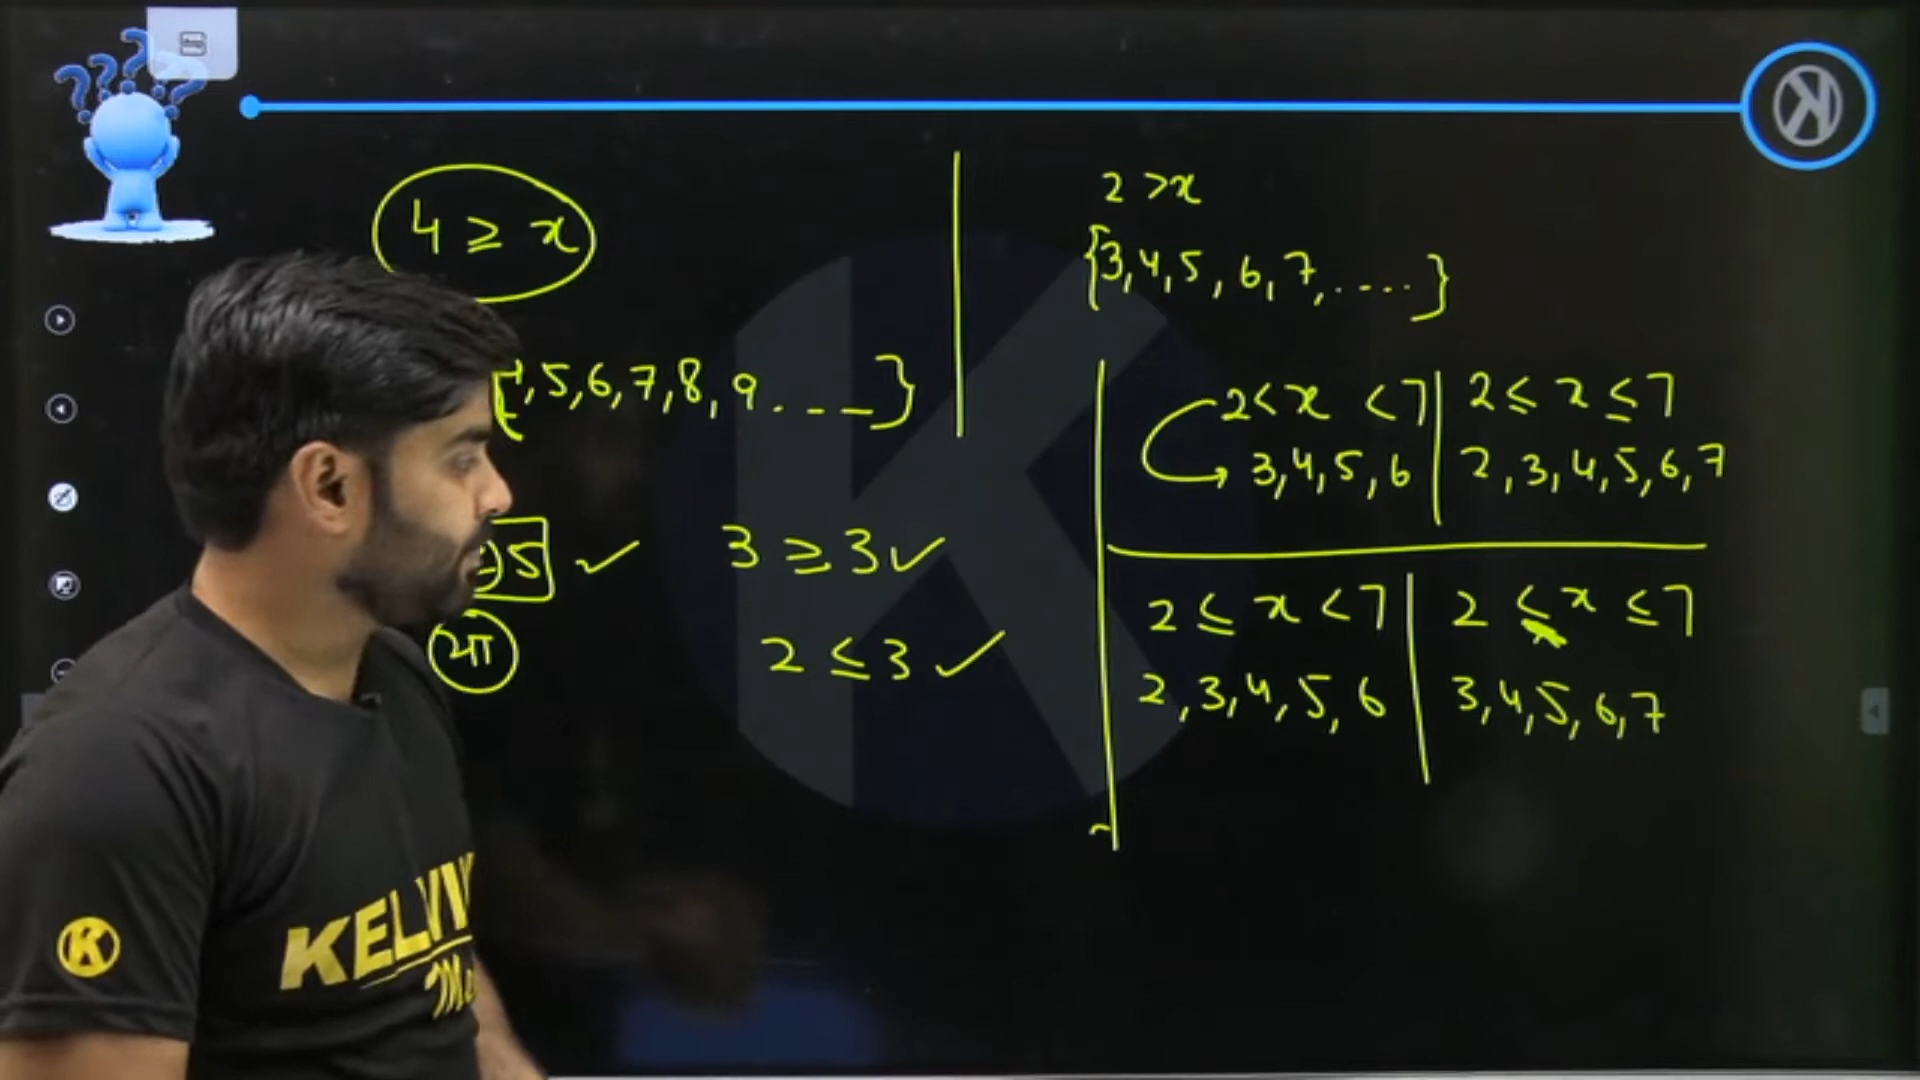 4 ≥ x
, 5, 6, 7, 8, 9 . - - - }
5 ✓
या
3 ≥ 3 ✓
2 ≤ 3 ✓
2 > x
{3, 4, 5, 6, 7, ..... }
2 < x < 7
3, 4, 5, 6
2 ≤ x ≤ 7
2, 3, 4, 5, 6, 7
2 ≤ x < 7
2, 3, 4, 5, 6
2 ≤ x ≤ 7
3, 4, 5, 6, 7
K
KELVIN